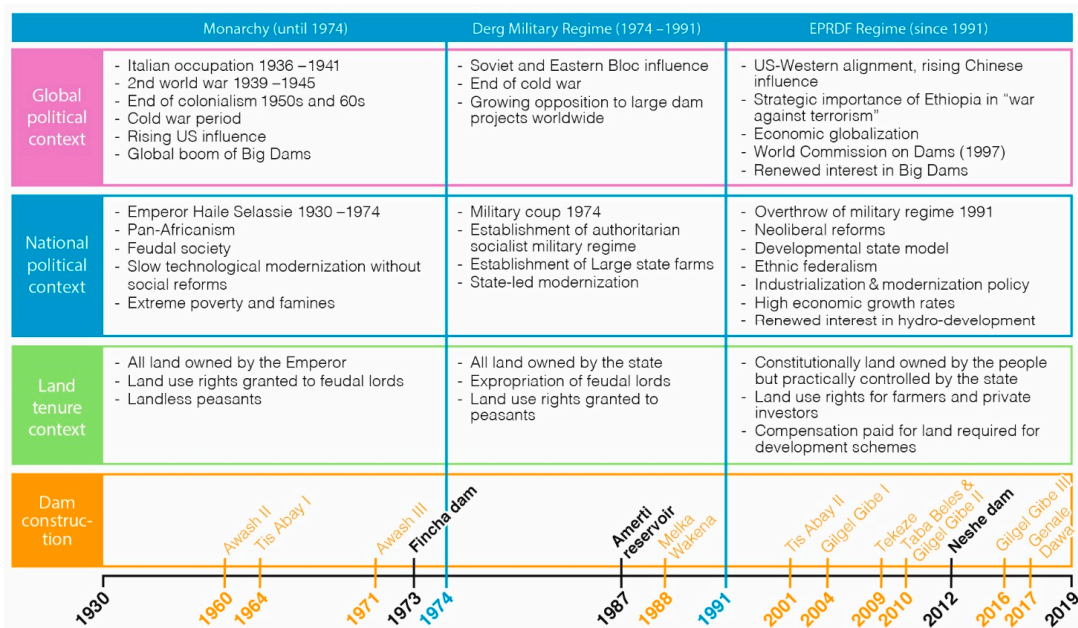 Monarchy (until 1974)
Derg Military Regime (1974 –1991)
EPRDF Regime (since 1991)
Global
political
context
- Italian occupation 1936 –1941
- 2nd world war 1939 –1945
- End of colonialism 1950s and 60s
- Cold war period
- Rising US influence
- Global boom of Big Dams
- Soviet and Eastern Bloc influence
- End of cold war
- Growing opposition to large dam
projects worldwide
- US-Western alignment, rising Chinese
influence
- Strategic importance of Ethiopia in “war
against terrorism”
- Economic globalization
- World Commission on Dams (1997)
- Renewed interest in Big Dams
National
political
context
- Emperor Haile Selassie 1930 –1974
- Pan-Africanism
- Feudal society
- Slow technological modernization without
social reforms
- Extreme poverty and famines
- Military coup 1974
- Establishment of authoritarian
socialist military regime
- Establishment of Large state farms
- State-led modernization
- Overthrow of military regime 1991
- Neoliberal reforms
- Developmental state model
- Ethnic federalism
- Industrialization & modernization policy
- High economic growth rates
- Renewed interest in hydro-development
Land
tenure
context
- All land owned by the Emperor
- Land use rights granted to feudal lords
- Landless peasants
- All land owned by the state
- Expropriation of feudal lords
- Land use rights granted to
peasants
- Constitutionally land owned by the people
but practically controlled by the state
- Land use rights for farmers and private
investors
- Compensation paid for land required for
development schemes
Dam
construc-
tion
Awash II
Tis Abay I
Awash III
Fincha dam
Amerti
reservoir
Melka
Wakena
Tis Abay II
Gilgel Gibe I
Tekeze
Taba Beles &
Gilgel Gibe II
Neshe dam
Gilgel Gibe III
Genale
Dawa
1930
1960
1964
1971
1973
1974
1987
1988
1991
2001
2004
2009
2010
2012
2016
2017
2019